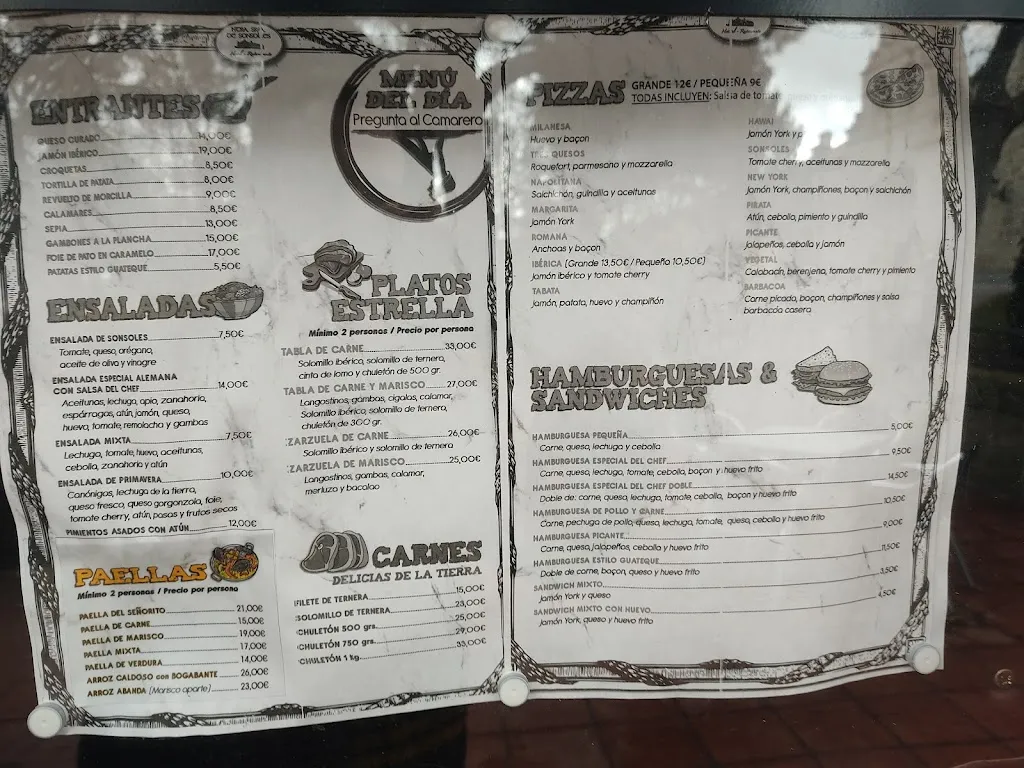 DE SONSOLES
ENTRANTES
QUESO CURADO 14,00€
JAMÓN IBÉRICO 19,00€
CROQUETAS 8,50€
TORTILLA DE PATATA 8,00€
REVUELTO DE MORCILLA 9,00€
CALAMARES 8,50€
SEPIA 13,00€
GAMBONES A LA PLANCHA 15,00€
FOIE DE PATO EN CARAMELO 17,00€
PATATAS ESTILO GUATEQUE 5,50€
ENSALADAS
ENSALADA DE SONSOLES 7,50€
Tomate, queso, orégano,
aceite de oliva y vinagre
ENSALADA ESPECIAL ALEMANA
CON SALSA DEL CHEF 14,00€
Aceitunas, lechuga, apio, zanahoria,
espárragos, atún, jamón, queso,
huevo, tomate, remolacha y gambas
ENSALADA MIXTA 7,50€
Lechuga, tomate, huevo, aceitunas,
cebolla, zanahoria y atún
ENSALADA DE PRIMAVERA 10,00€
Canónigos, lechuga de la tierra,
queso fresco, queso gorgonzola, foie,
tomate cherry, atún, pasas y frutos secos
PIMIENTOS ASADOS CON ATÚN 12,00€
PAELLAS
Mínimo 2 personas / Precio por persona
PAELLA DEL SEÑORITO 21,00€
PAELLA DE CARNE 15,00€
PAELLA DE MARISCO 19,00€
PAELLA MIXTA 17,00€
PAELLA DE VERDURA 14,00€
ARROZ CALDOSO con BOGABANTE 26,00€
ARROZ ABANDA (Marisco aparte) 23,00€
MENÚ
DEL DÍA
Pregunta al Camarero
PLATOS
ESTRELLA
Mínimo 2 personas / Precio por persona
TABLA DE CARNE 33,00€
Solomillo ibérico, solomillo de ternera,
cinta de lomo y chuletón de 500 gr.
TABLA DE CARNE Y MARISCO 27,00€
Langostinos, gambas, cigalas, calamar,
Solomillo ibérico, solomillo de ternera,
chuletón de 300 gr.
ZARZUELA DE CARNE 26,00€
Solomillo ibérico y solomillo de ternera
ZARZUELA DE MARISCO 25,00€
Langostinos, gambas, calamar,
merluza y bacalao
CARNES
DELICIAS DE LA TIERRA
FILETE DE TERNERA 15,00€
SOLOMILLO DE TERNERA 23,00€
CHULETÓN 500 grs. 25,00€
CHULETÓN 750 grs. 29,00€
CHULETÓN 1 kg. 33,00€
PIZZAS GRANDE 12€ / PEQUEÑA 9€
TODAS INCLUYEN: Salsa de tomate
MILANESA
Huevo y baçon
TRES QUESOS
Roquefort, parmesano y mozzarella
NAPOLITANA
Salchichón, guindilla y aceitunas
MARGARITA
Jamón York
ROMANA
Anchoas y baçon
IBÉRICA (Grande 13,50€ / Pequeña 10,50€)
Jamón ibérico y tomate cherry
TABATA
Jamón, patata, huevo y champiñón
HAWAI
Jamón York y
SONSOLES
Tomate cherry, aceitunas y mozzarella
NEW YORK
Jamón York, champiñones, baçon y salchichón
PIRATA
Atún, cebolla, pimiento y guindilla
PICANTE
Jalapeños, cebolla y jamón
VEGETAL
Calabacín, berenjena, tomate cherry y pimiento
BARBACOA
Carne picada, baçon, champiñones y salsa
barbacóa casera
HAMBURGUESAS &
SANDWICHES
HAMBURGUESA PEQUEÑA 5,00€
Carne, queso, lechuga y cebolla
HAMBURGUESA ESPECIAL DEL CHEF 9,50€
Carne, queso, lechuga, tomate, cebolla, baçon y huevo frito
HAMBURGUESA ESPECIAL DEL CHEF DOBLE 14,50€
Doble de: carne, queso, lechuga, tomate, cebolla, baçon y huevo frito
HAMBURGUESA DE POLLO Y CARNE 10,50€
Carne, pechuga de pollo, queso, lechuga, tomate, queso, cebolla y huevo frito
HAMBURGUESA PICANTE 9,00€
Carne, queso, jalapeños, cebolla y huevo frito
HAMBURGUESA ESTILO GUATEQUE 11,50€
Doble de carne, baçon, queso y huevo frito
SANDWICH MIXTO 3,50€
Jamón York y queso
SANDWICH MIXTO CON HUEVO 4,50€
Jamón York, queso y huevo frito